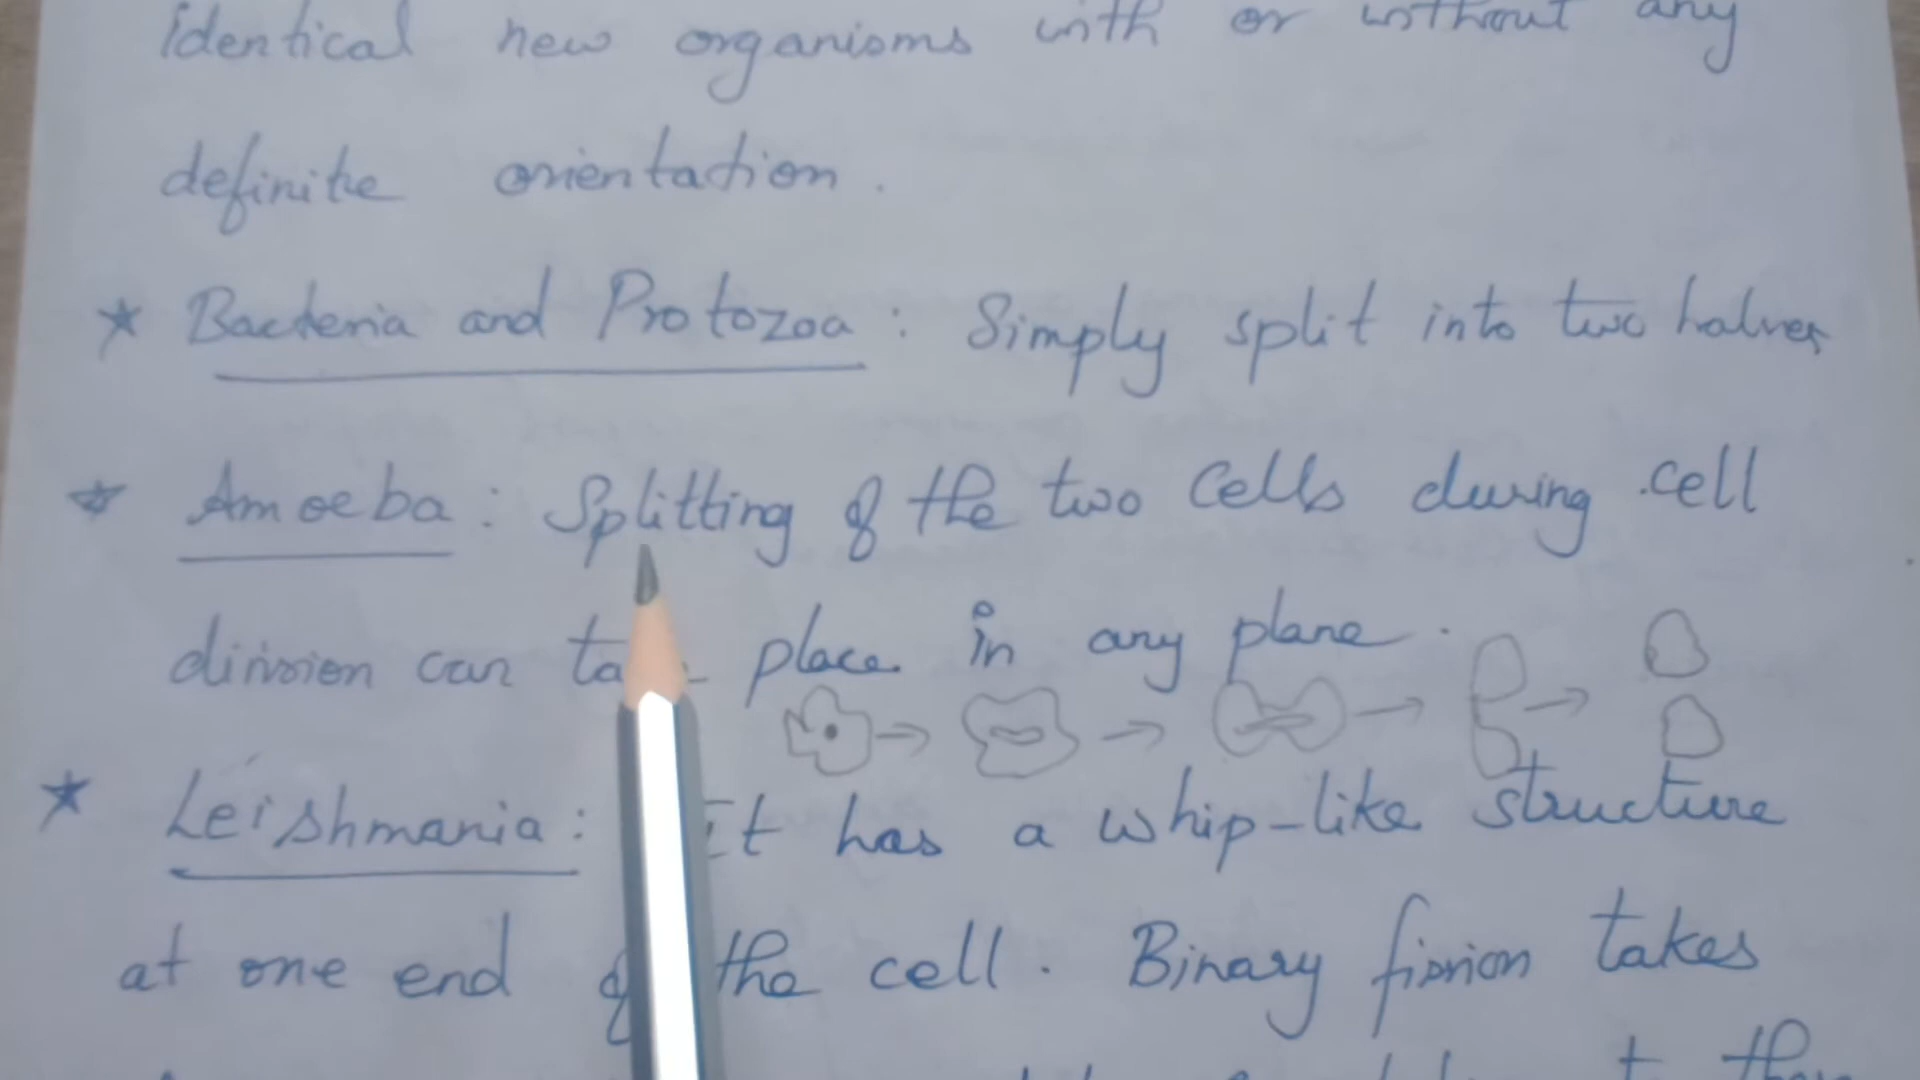 identical new organisms with or without any
definite orientation.
★ Bacteria and Protozoa: Simply split into two halves
★ Amoeba: Splitting of the two cells during cell
division can place in any plane.
★ Leishmania: It has a whip-like structure
at one end the cell. Binary fission takes